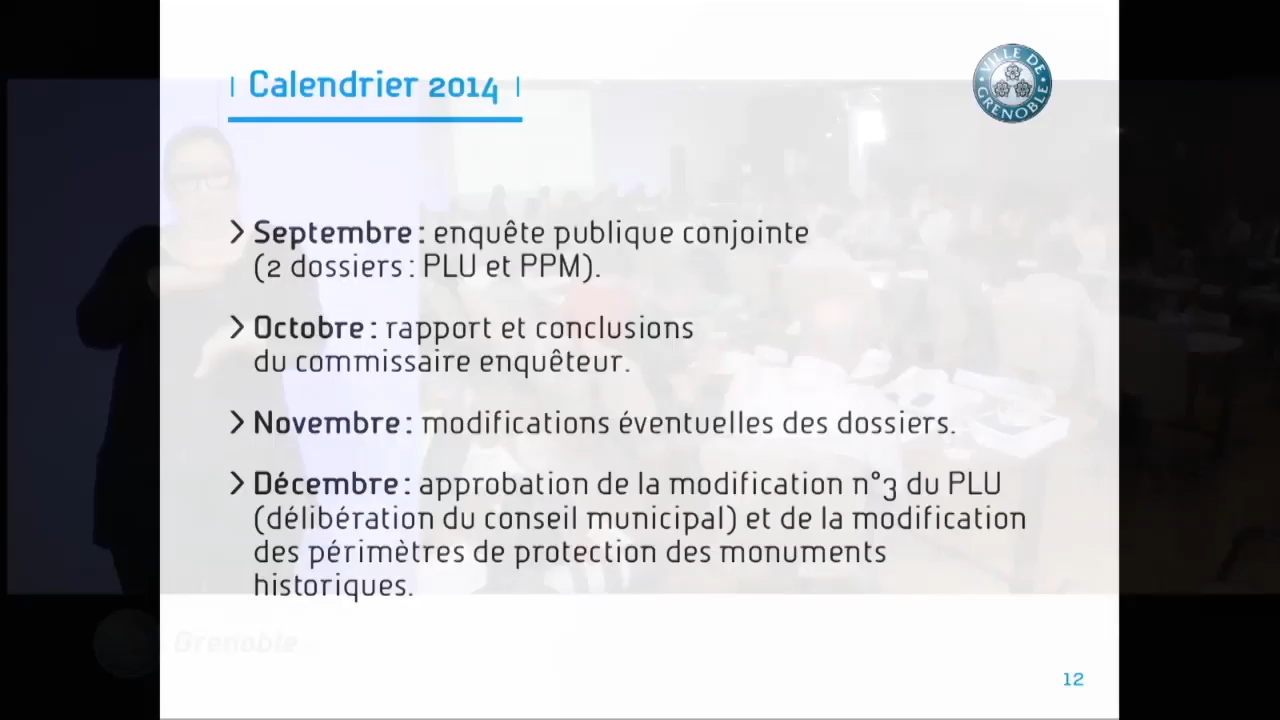 Calendrier 2014
VILLE DE
GRENOBLE
> Septembre : enquête publique conjointe
(2 dossiers : PLU et PPM).
> Octobre : rapport et conclusions
du commissaire enquêteur.
> Novembre : modifications éventuelles des dossiers.
> Décembre : approbation de la modification n°3 du PLU
(délibération du conseil municipal) et de la modification
des périmètres de protection des monuments
historiques.
Grenoble
12